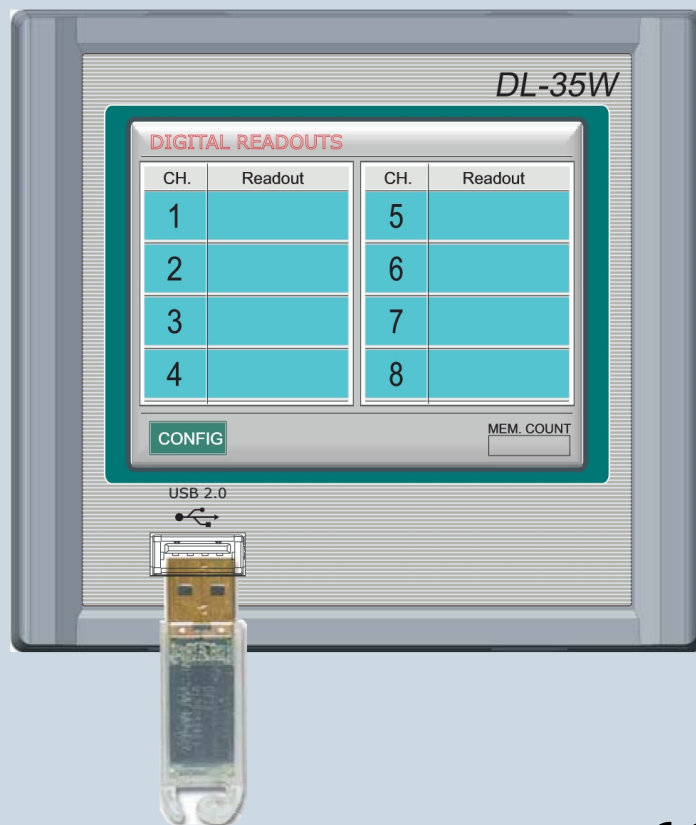 DL-35W
DIGITAL READOUTS
CH. Readout CH. Readout
1 5
2 6
3 7
4 8
CONFIG
MEM. COUNT
USB 2.0